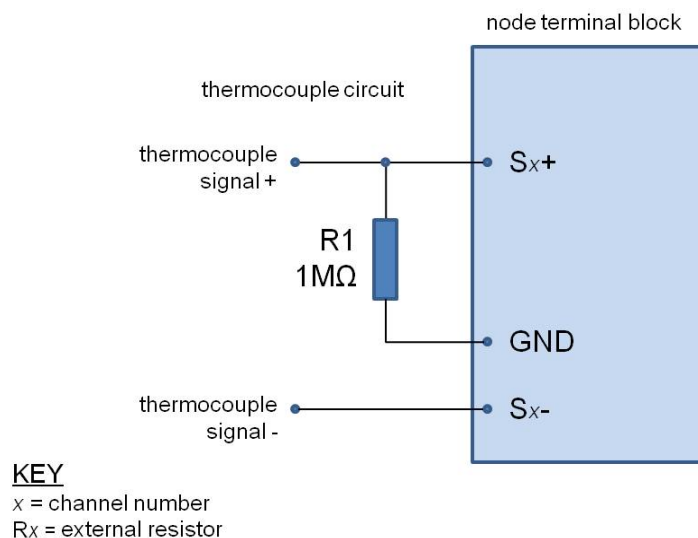 node terminal block
thermocouple circuit
thermocouple
signal +
Sx+
R1
1MΩ
GND
thermocouple
signal -
Sx-
KEY
x = channel number
Rx = external resistor